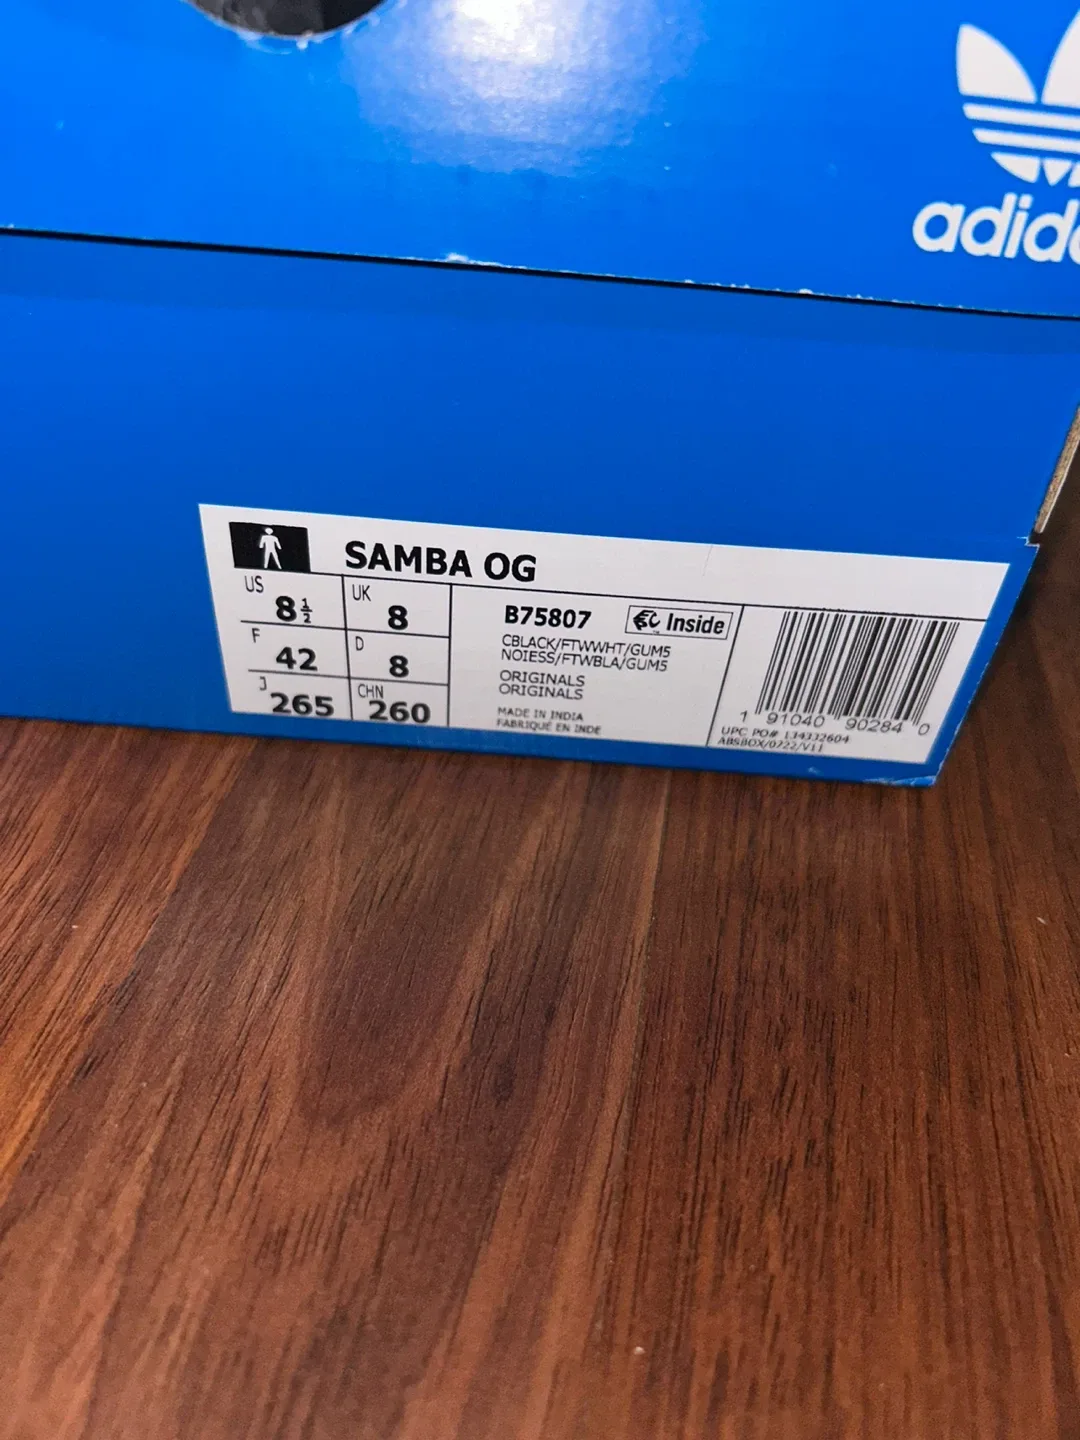 adida
SAMBA OG
US 8½ UK 8
F 42 D 8
J 265 CHN 260
B75807 Inside
CBLACK/FTWWHT/GUM5
NOIESS/FTWBLA/GUM5
ORIGINALS
ORIGINALS
MADE IN INDIA
FABRIQUÉ EN INDE
1 91040 90284 0
UPC PO# 134332604
ABSBOX/0722/V11